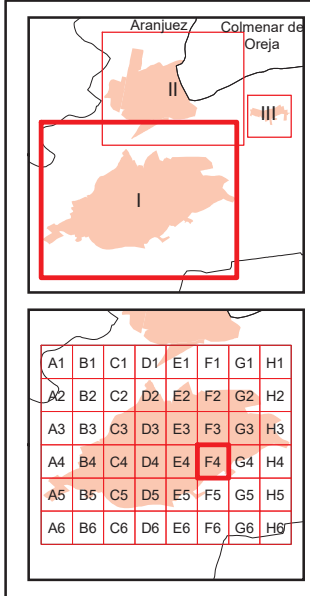 Aranjuez
Colmenar de
Oreja
II
III
I
A1 B1 C1 D1 E1 F1 G1 H1
A2 B2 C2 D2 E2 F2 G2 H2
A3 B3 C3 D3 E3 F3 G3 H3
A4 B4 C4 D4 E4 F4 G4 H4
A5 B5 C5 D5 E5 F5 G5 H5
A6 B6 C6 D6 E6 F6 G6 H6